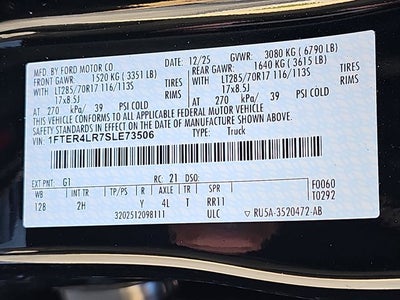 MFD. BY FORD MOTOR CO. 12/25 GVWR: 3080 KG ( 6790 LB)
FRONT GAWR: 1520 KG ( 3351 LB) REAR GAWR: 1640 KG ( 3615 LB)
LT285/70R17 116/113S TIRES LT285/70R17 116/113S TIRES
17x8.5J RIMS 17x8.5J RIMS
AT 270 kPa/ 39 PSI COLD AT 270 kPa/ 39 PSI COLD
THIS VEHICLE CONFORMS TO ALL APPLICABLE FEDERAL MOTOR VEHICLE
SAFETY STANDARDS IN EFFECT ON THE DATE OF MANUFACTURE SHOWN ABOVE.
VIN: 1FTER4LR7SLE73506 TYPE: Truck
EXT PNT: G1 RC: 21 DSO:
WB INT TR TP/PS R AXLE TR SPR F0060
128 2H Y 4L T RR11 T0292
3202512098111 ULC ▽ RU5A-3520472-AB